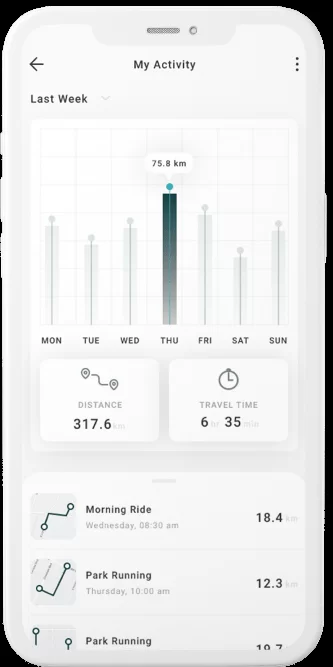 My Activity
Last Week
75.8 km
MON TUE WED THU FRI SAT SUN
DISTANCE
317.6 km
TRAVEL TIME
6 hr 35 min
Morning Ride
Wednesday, 08:30 am
18.4 km
Park Running
Thursday, 10:00 am
12.3 km
Park Running
19.7